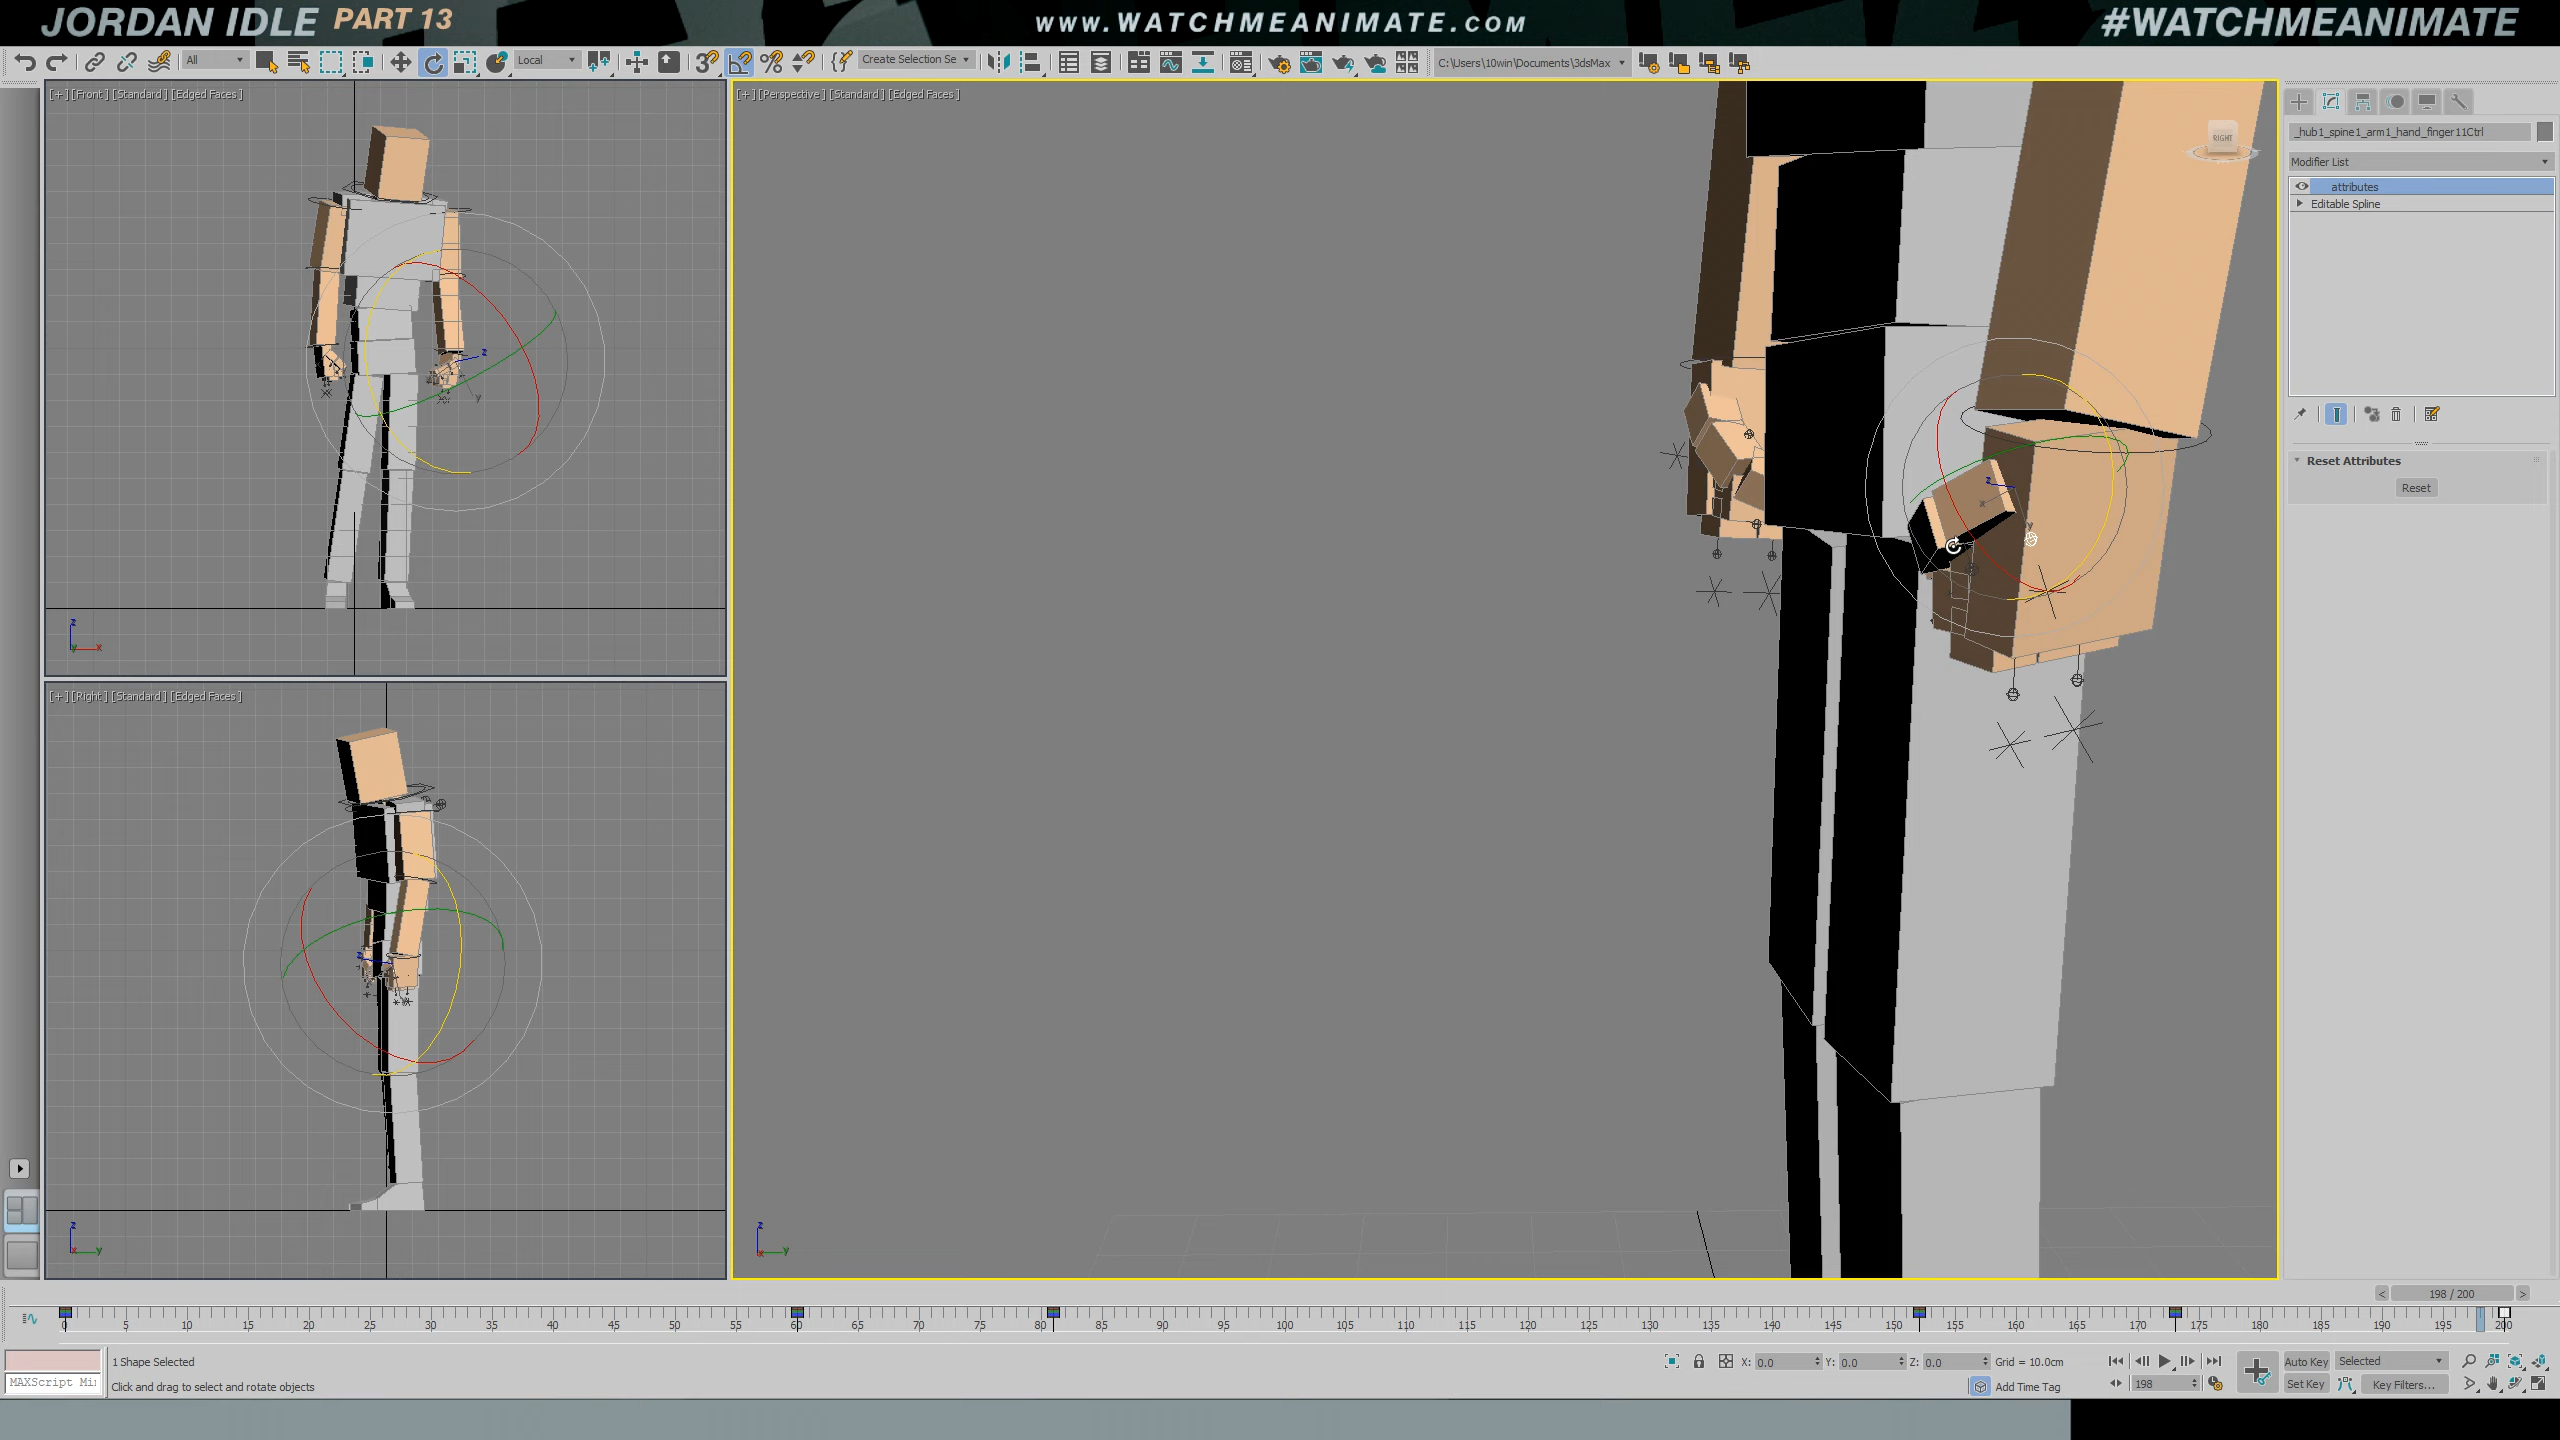 JORDAN IDLE PART 13
www.WATCHMEANIMATE.com
#WATCHMEANIMATE
All
Local
Create Selection Se
C:\Users\10win\Documents\3dsMax
[+] [Front] [Standard] [Edged Faces]
[+] [Perspective] [Standard] [Edged Faces]
RIGHT
_hub1_spine1_arm1_hand_finger11Ctrl
Modifier List
attributes
Editable Spline
Reset Attributes
Reset
z
y
z
x
y
z
y
x
[+] [Right] [Standard] [Edged Faces]
z
z
x
y
z
x
y
198 / 200
0 5 10 15 20 25 30 35 40 45 50 55 60 65 70 75 80 85 90 95 100 105 110 115 120 125 130 135 140 145 150 155 160 165 170 175 180 185 190 195 200
1 Shape Selected
X: 0.0 Y: 0.0 Z: 0.0 Grid = 10.0cm
Auto Key
Selected
MAXScript Mi
Click and drag to select and rotate objects
Add Time Tag
198
Set Key
Key Filters...